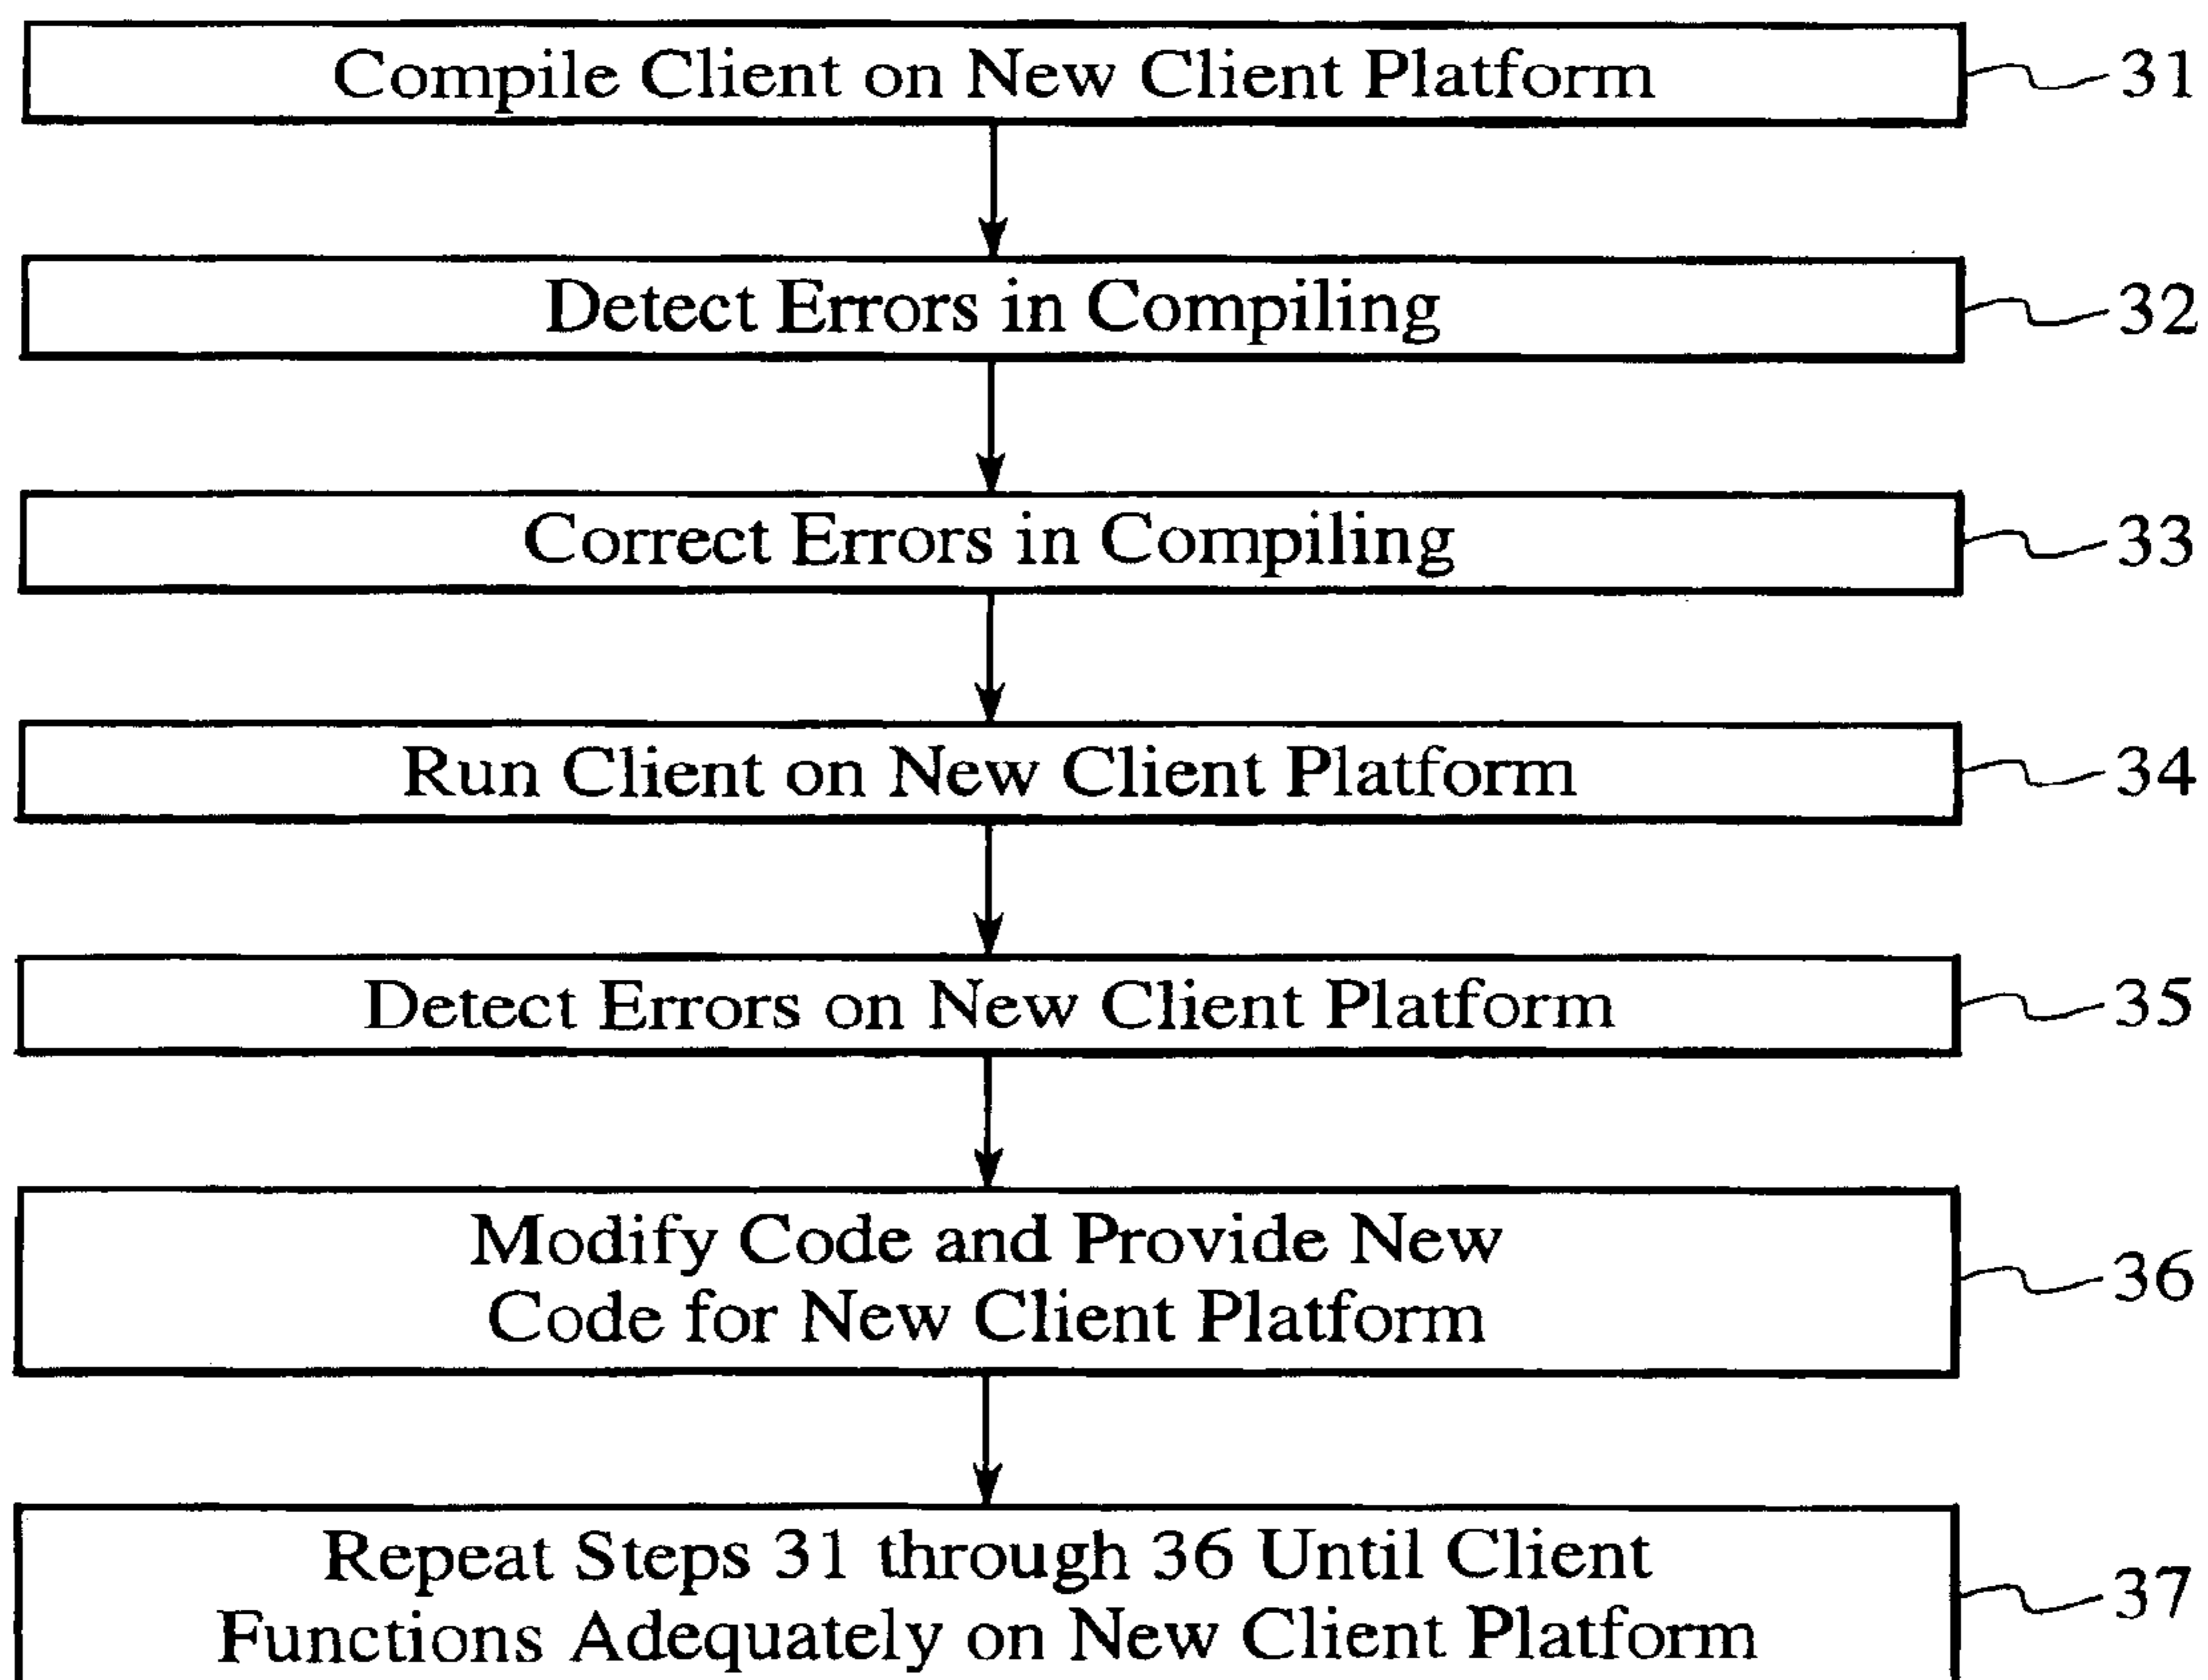 Compile Client on New Client Platform 31
Detect Errors in Compiling 32
Correct Errors in Compiling 33
Run Client on New Client Platform 34
Detect Errors on New Client Platform 35
Modify Code and Provide New
Code for New Client Platform 36
Repeat Steps 31 through 36 Until Client
Functions Adequately on New Client Platform 37